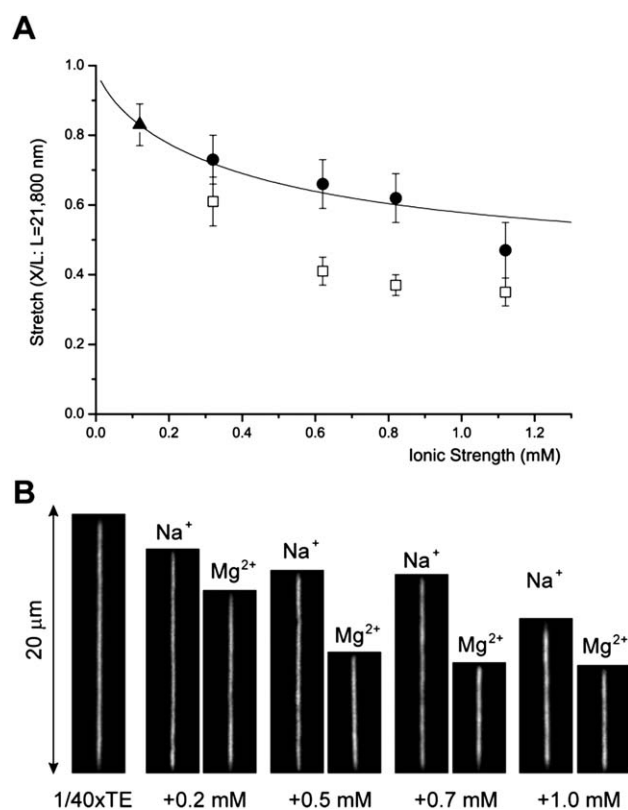 A
1.0
0.8
0.6
0.4
0.2
0.0
Stretch (X/L: L=21,800 nm)
0.0 0.2 0.4 0.6 0.8 1.0 1.2
Ionic Strength (mM)
B
20 μm
Na⁺
Mg²⁺
Na⁺
Mg²⁺
Na⁺
Mg²⁺
Na⁺
Mg²⁺
1/40xTE +0.2 mM +0.5 mM +0.7 mM +1.0 mM